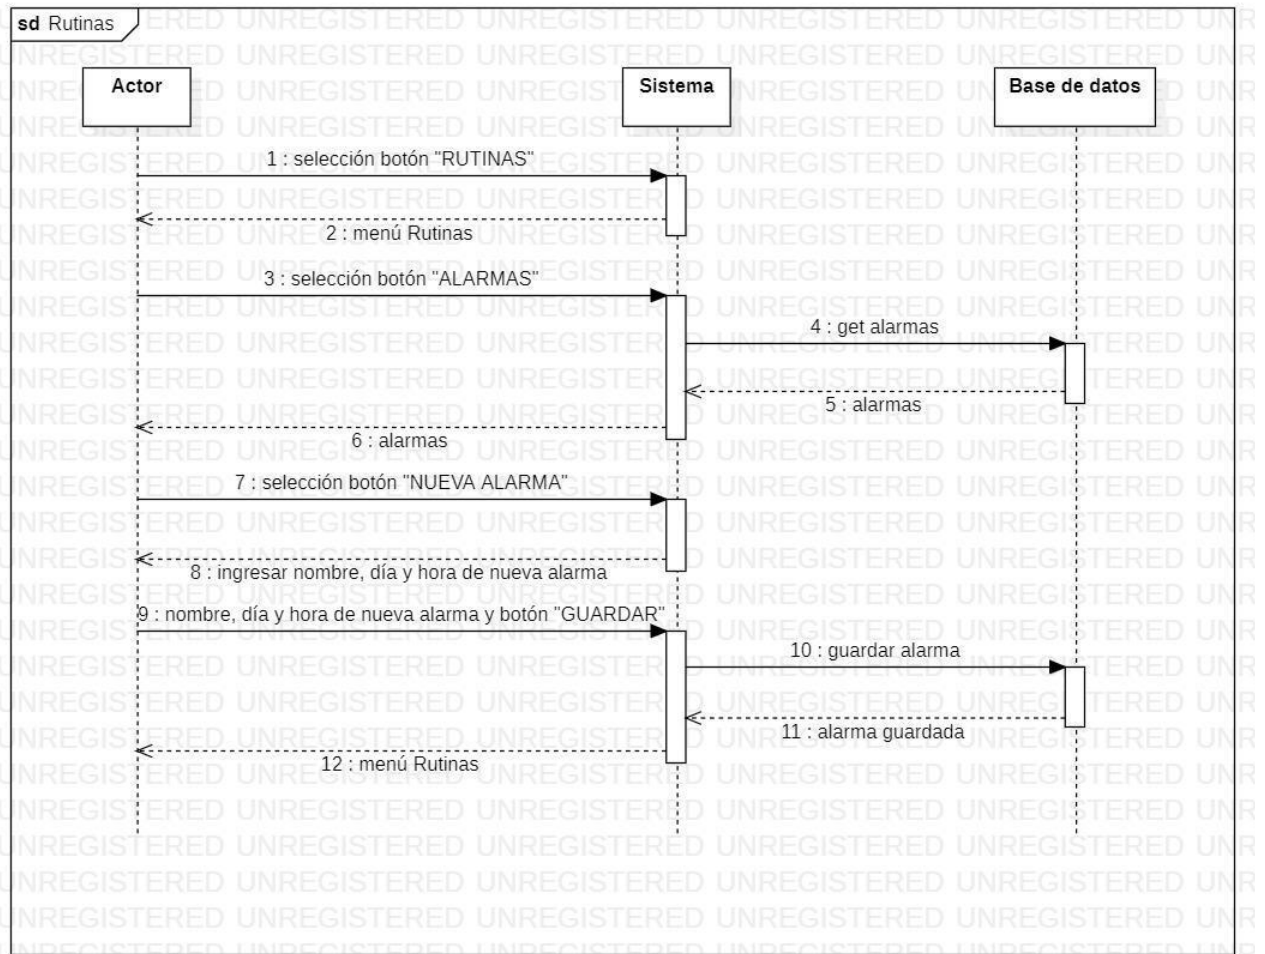 sd Rutinas
Actor
Sistema
Base de datos
1 : selección botón "RUTINAS"
2 : menú Rutinas
3 : selección botón "ALARMAS"
4 : get alarmas
5 : alarmas
6 : alarmas
7 : selección botón "NUEVA ALARMA"
8 : ingresar nombre, día y hora de nueva alarma
9 : nombre, día y hora de nueva alarma y botón "GUARDAR"
10 : guardar alarma
11 : alarma guardada
12 : menú Rutinas
UNREGISTERED